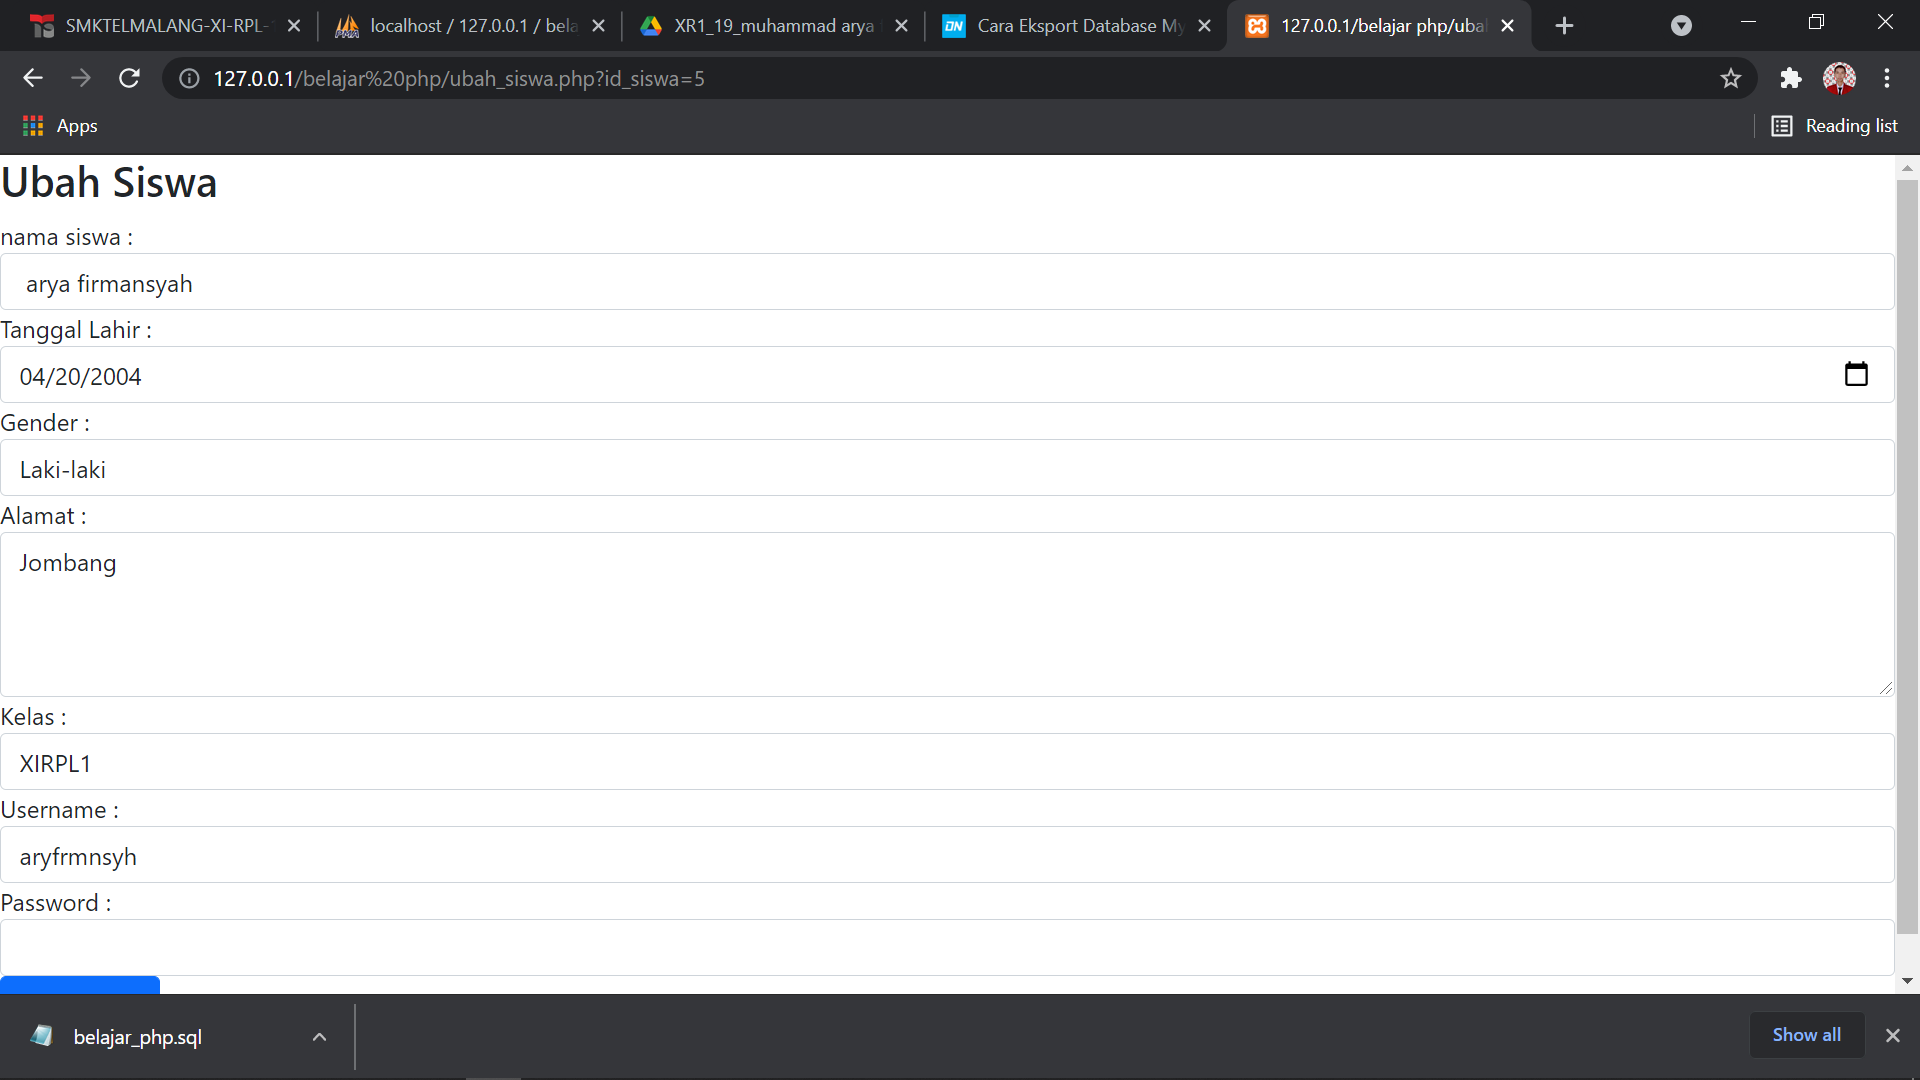 SMKTELMALANG-XI-RPL-
localhost / 127.0.0.1 / bela
XR1_19_muhammad arya
Cara Eksport Database My
127.0.0.1/belajar php/uba
127.0.0.1/belajar%20php/ubah_siswa.php?id_siswa=5
Apps
Reading list
Ubah Siswa
nama siswa :
arya firmansyah
Tanggal Lahir :
04/20/2004
Gender :
Laki-laki
Alamat :
Jombang
Kelas :
XIRPL1
Username :
aryfrmnsyh
Password :
belajar_php.sql
Show all